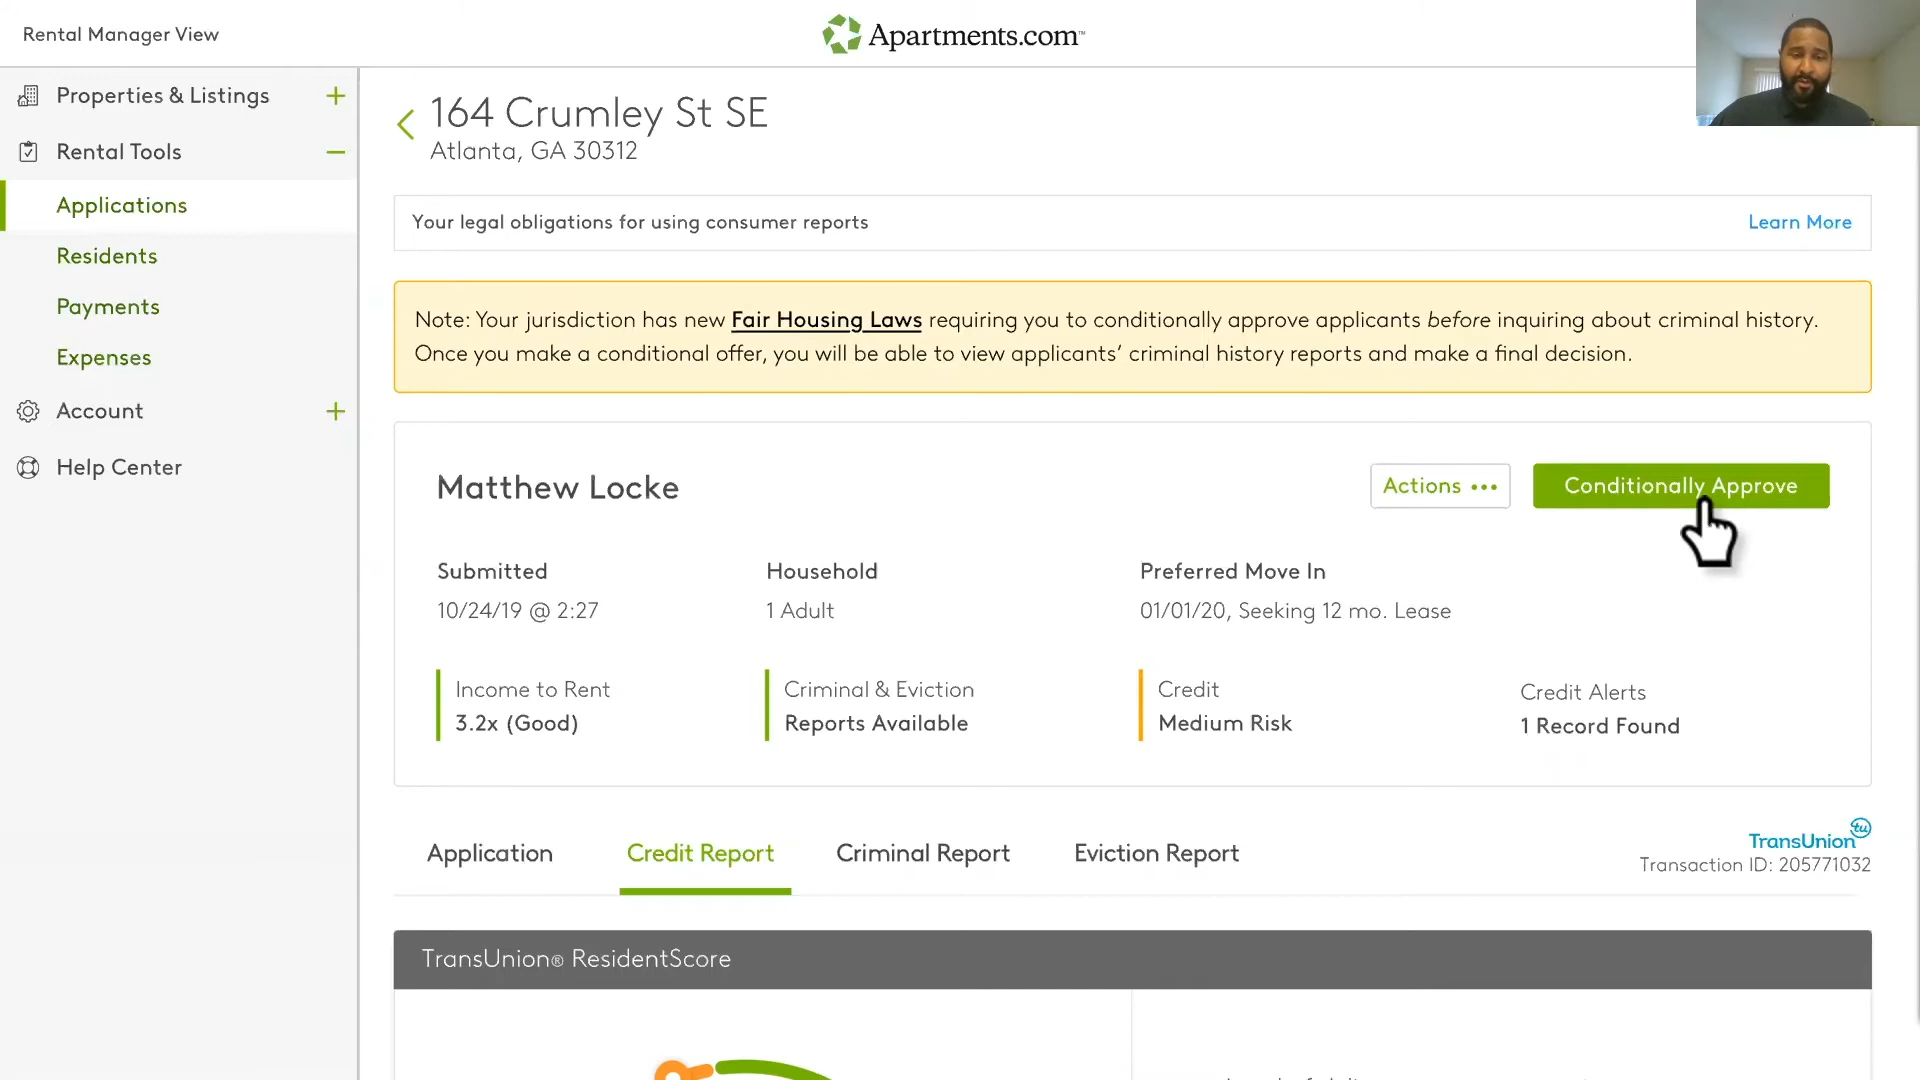 Rental Manager View
Apartments.com™
Properties & Listings
Rental Tools
Applications
Residents
Payments
Expenses
Account
Help Center
164 Crumley St SE
Atlanta, GA 30312
Your legal obligations for using consumer reports
Learn More
Note: Your jurisdiction has new Fair Housing Laws requiring you to conditionally approve applicants before inquiring about criminal history.
Once you make a conditional offer, you will be able to view applicants' criminal history reports and make a final decision.
Matthew Locke
Actions •••
Conditionally Approve
Submitted
10/24/19 @ 2:27
Household
1 Adult
Preferred Move In
01/01/20, Seeking 12 mo. Lease
Income to Rent
3.2x (Good)
Criminal & Eviction
Reports Available
Credit
Medium Risk
Credit Alerts
1 Record Found
Application
Credit Report
Criminal Report
Eviction Report
TransUnion
tu
Transaction ID: 205771032
TransUnion® ResidentScore